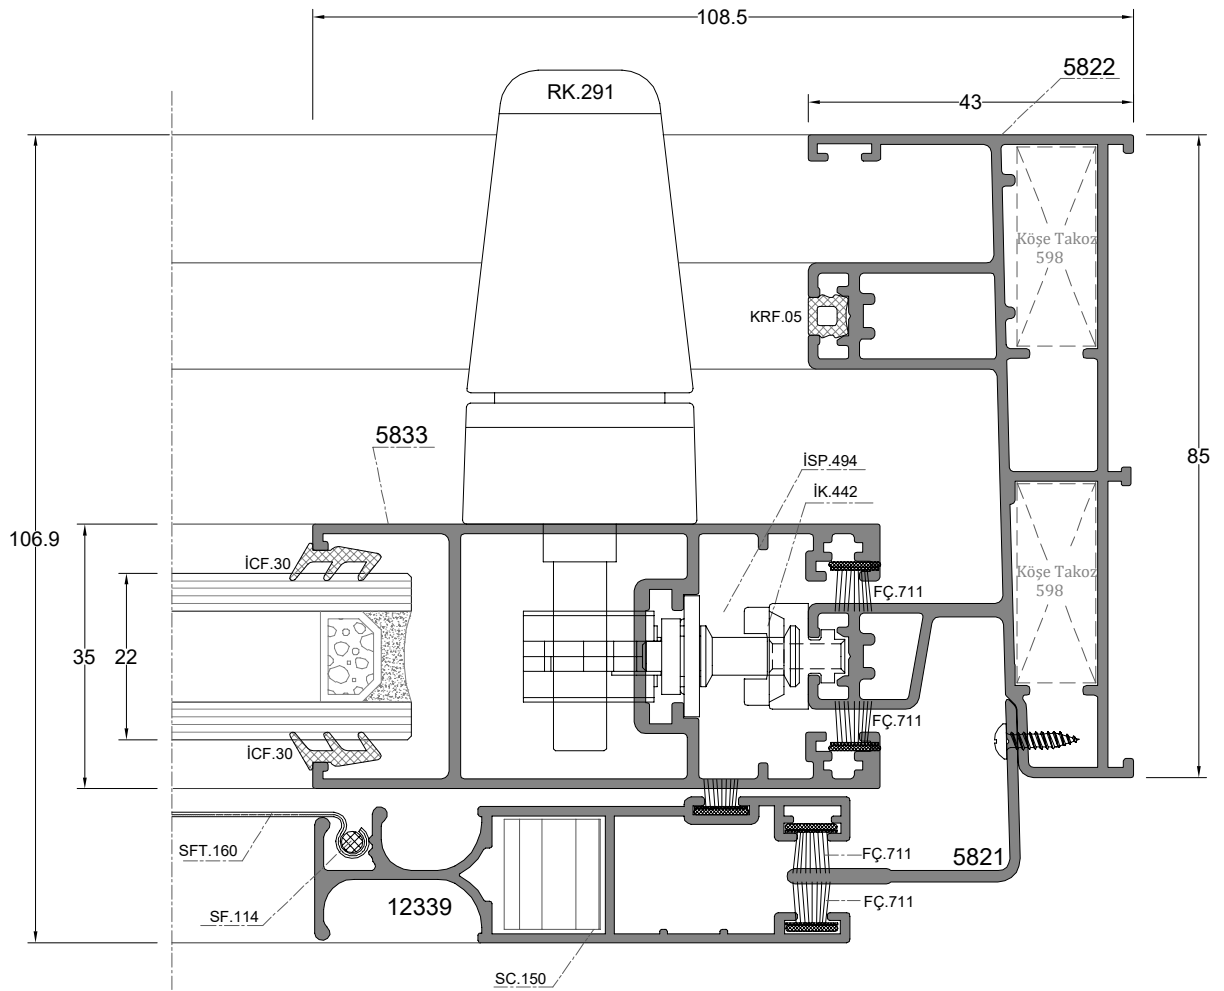 108.5
5822
RK.291
43
Köşe Takoz
598
KRF.05
5833
85
İSP.494
İK.442
106.9
İCF.30
Köşe Takoz
598
FÇ.711
35
22
FÇ.711
İCF.30
SFT.160
FÇ.711
5821
12339
FÇ.711
SF.114
SC.150